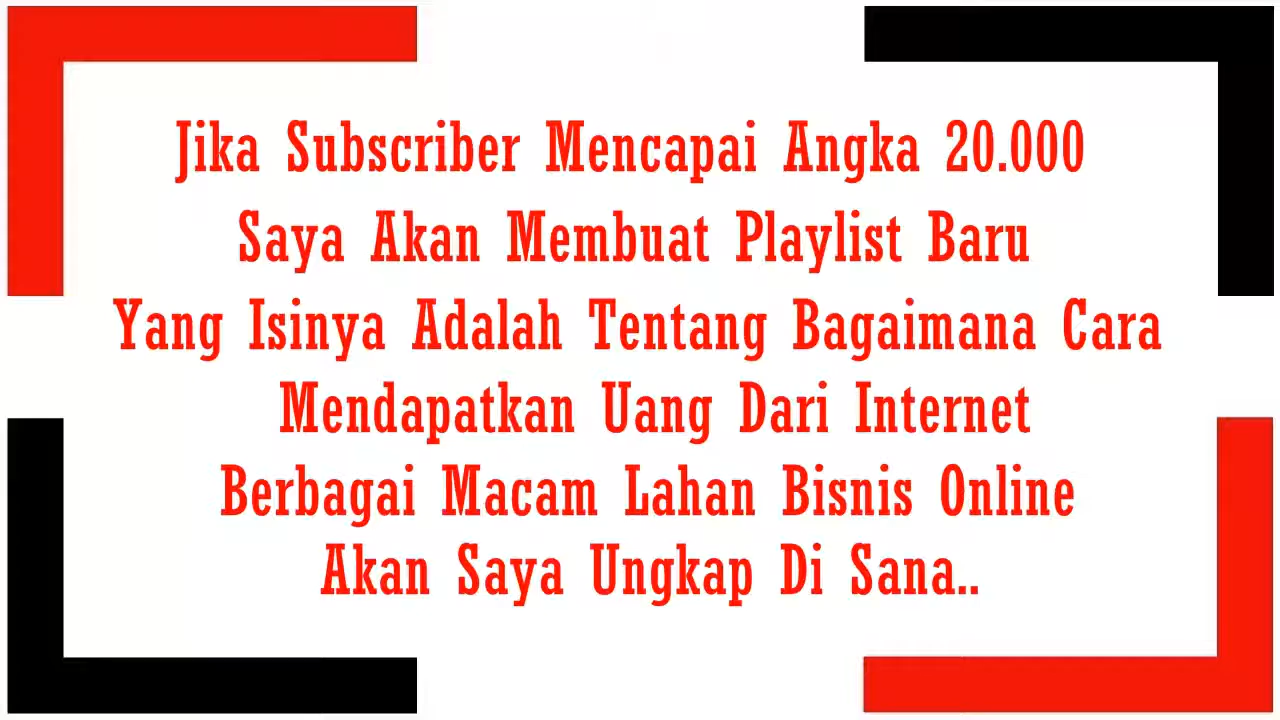 Jika Subscriber Mencapai Angka 20.000
Saya Akan Membuat Playlist Baru
Yang Isinya Adalah Tentang Bagaimana Cara
Mendapatkan Uang Dari Internet
Berbagai Macam Lahan Bisnis Online
Akan Saya Ungkap Di Sana..